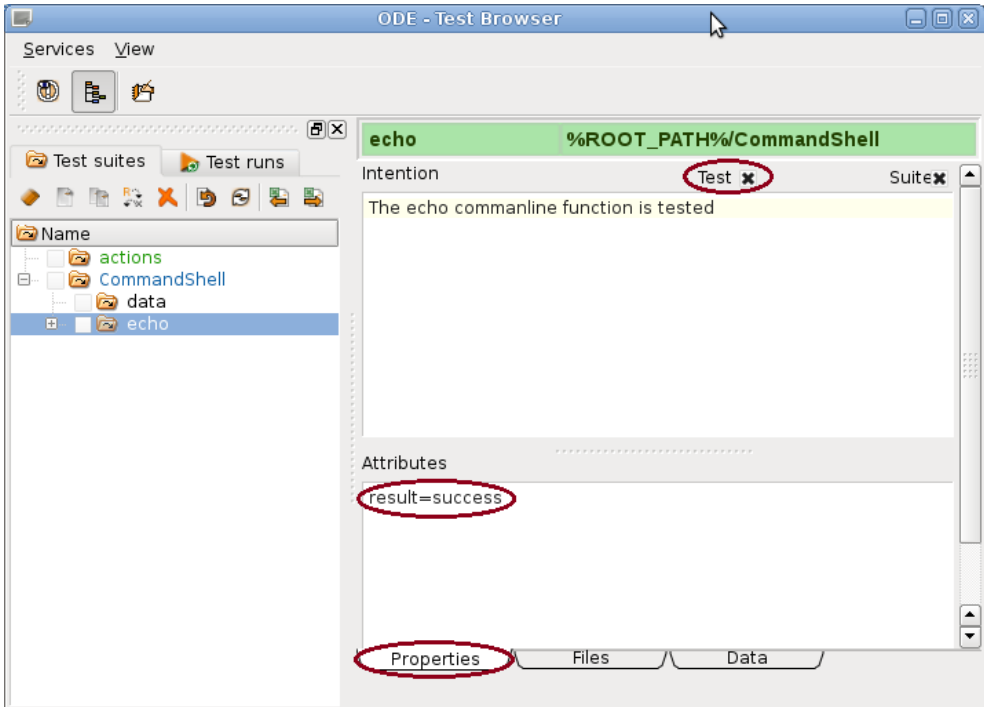 ODE - Test Browser
Services View
Test suites Test runs
Name
actions
CommandShell
data
echo
echo %ROOT_PATH%/CommandShell
Intention Test Suite
The echo commanline function is tested
Attributes
result=success
Properties Files Data